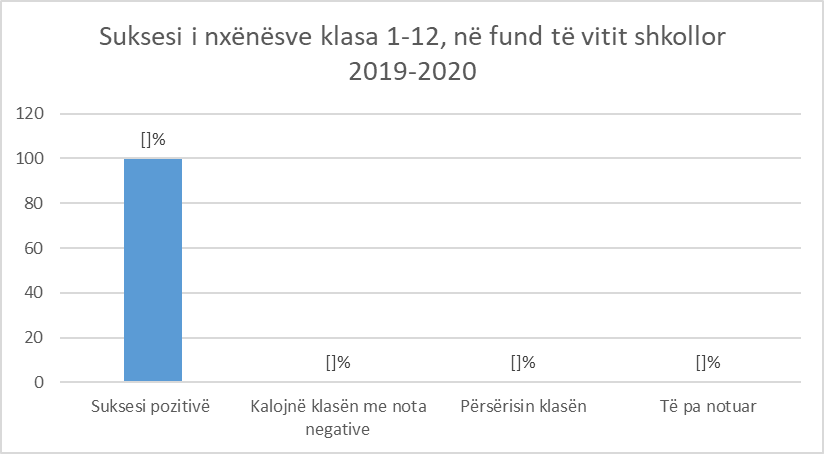 Suksesi i nxënësve klasa 1-12, në fund të vitit shkollor
2019-2020
120
100
80
60
40
20
0
[]%
[]%
[]%
[]%
Suksesi pozitivë
Kalojnë klasën me nota
negative
Përsërisin klasën
Të pa notuar